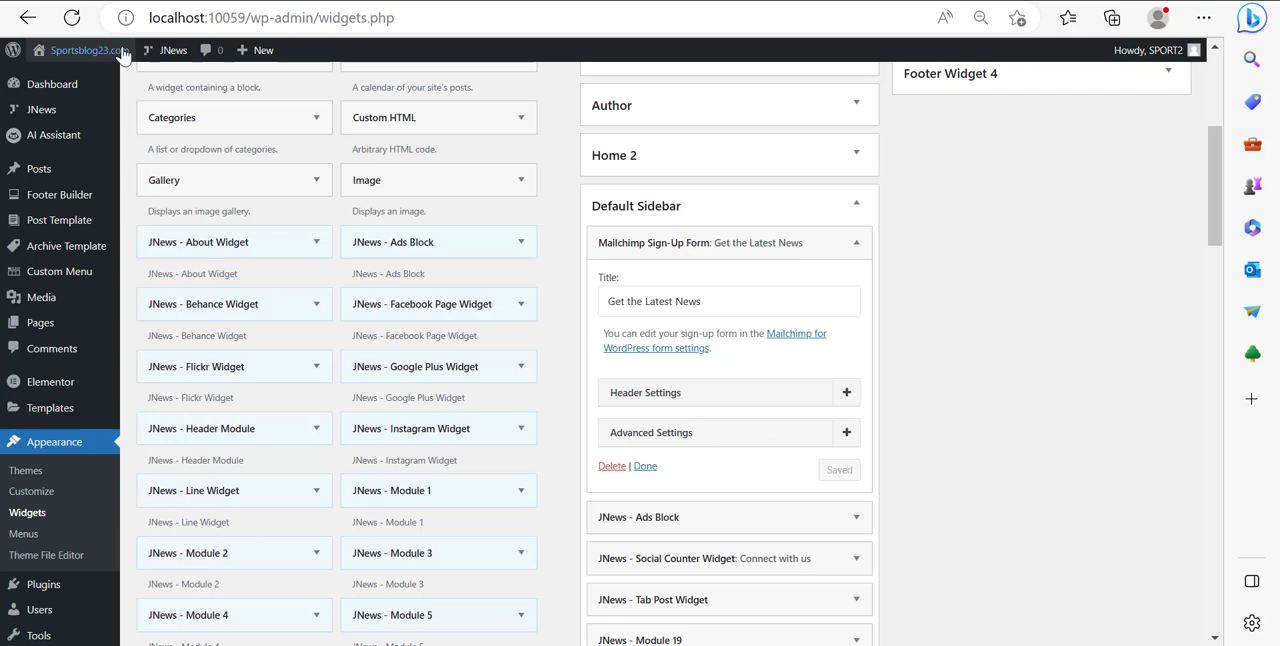 localhost:10059/wp-admin/widgets.php
Sportsblog23.com
JNews
0
New
Howdy, SPORT2
Dashboard
JNews
AI Assistant
Posts
Footer Builder
Post Template
Archive Template
Custom Menu
Media
Pages
Comments
Elementor
Templates
Appearance
Themes
Customize
Widgets
Menus
Theme File Editor
Plugins
Users
Tools
A widget containing a block.
A calendar of your site's posts.
Categories
Custom HTML
A list or dropdown of categories.
Arbitrary HTML code.
Gallery
Image
Displays an image gallery.
Displays an image.
JNews - About Widget
JNews - Ads Block
JNews - About Widget
JNews - Ads Block
JNews - Behance Widget
JNews - Facebook Page Widget
JNews - Behance Widget
JNews - Facebook Page Widget
JNews - Flickr Widget
JNews - Google Plus Widget
JNews - Flickr Widget
JNews - Google Plus Widget
JNews - Header Module
JNews - Instagram Widget
JNews - Header Module
JNews - Instagram Widget
JNews - Line Widget
JNews - Module 1
JNews - Line Widget
JNews - Module 1
JNews - Module 2
JNews - Module 3
JNews - Module 2
JNews - Module 3
JNews - Module 4
JNews - Module 5
Author
Home 2
Default Sidebar
Mailchimp Sign-Up Form: Get the Latest News
Title:
Get the Latest News
You can edit your sign-up form in the Mailchimp for
WordPress form settings.
Header Settings
Advanced Settings
Delete | Done
Saved
JNews - Ads Block
JNews - Social Counter Widget: Connect with us
JNews - Tab Post Widget
JNews - Module 19
Footer Widget 4